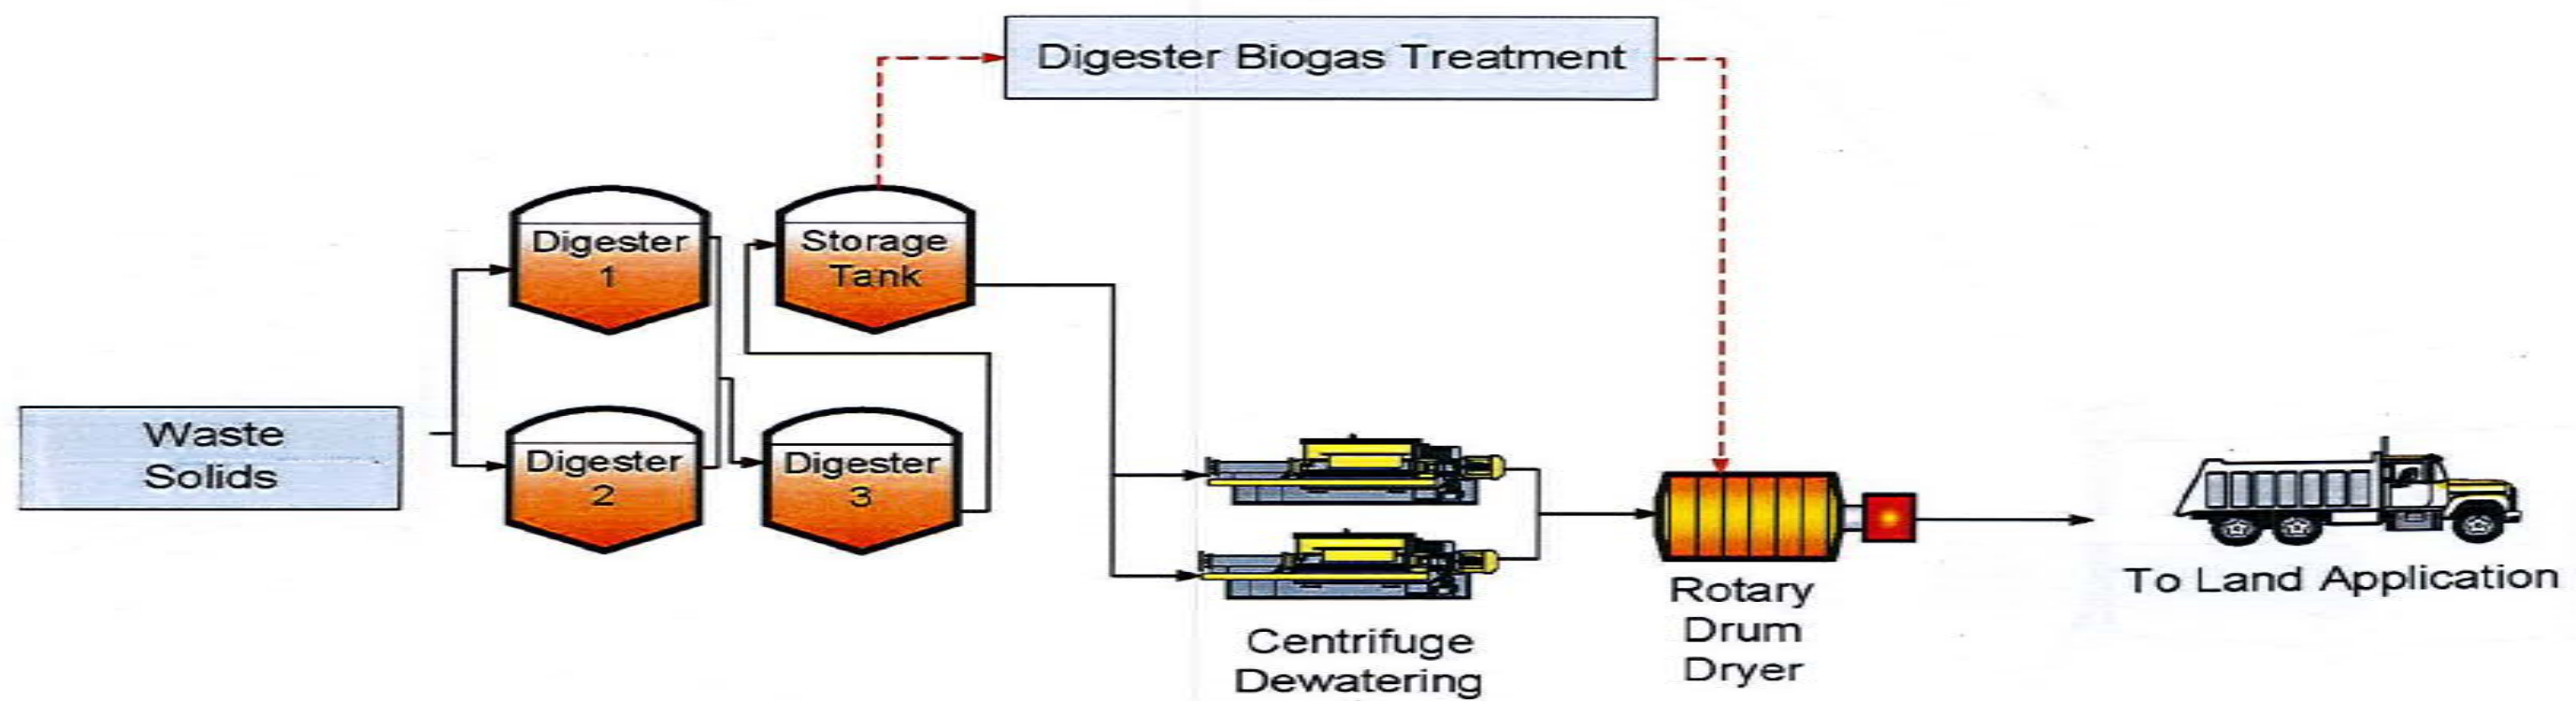 Digester Biogas Treatment
Digester
1
Storage
Tank
Waste
Solids
Digester
2
Digester
3
Centrifuge
Dewatering
Rotary
Drum
Dryer
To Land Application